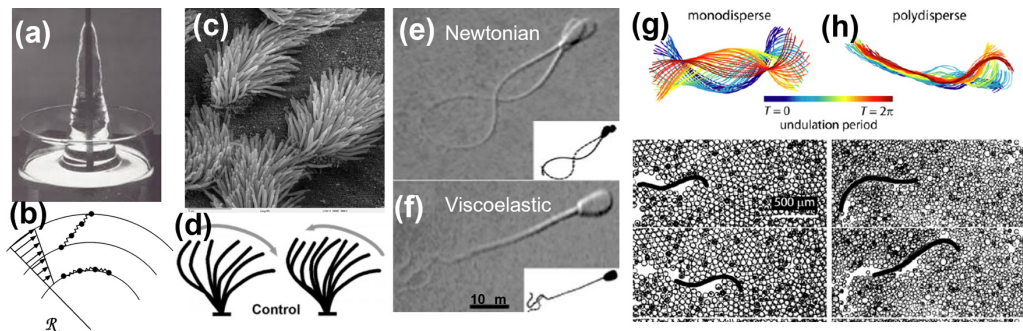 (a)
(b)
ℛ
(c)
(d)
Control
(e) Newtonian
(f) Viscoelastic
10 m
(g) monodisperse
(h) polydisperse
T = 0
T = 2π
undulation period
500 μm